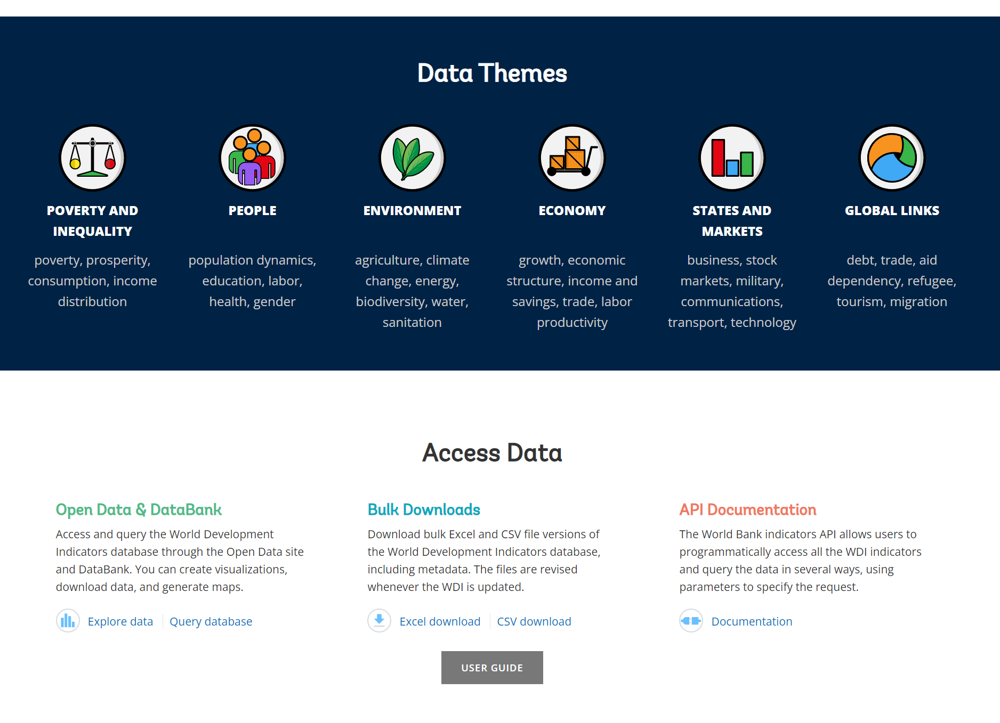 Data Themes
POVERTY AND
INEQUALITY
poverty, prosperity,
consumption, income
distribution
PEOPLE
population dynamics,
education, labor,
health, gender
ENVIRONMENT
agriculture, climate
change, energy,
biodiversity, water,
sanitation
ECONOMY
growth, economic
structure, income and
savings, trade, labor
productivity
STATES AND
MARKETS
business, stock
markets, military,
communications,
transport, technology
GLOBAL LINKS
debt, trade, aid
dependency, refugee,
tourism, migration
Access Data
Open Data & DataBank
Access and query the World Development
Indicators database through the Open Data site
and DataBank. You can create visualizations,
download data, and generate maps.
Explore data
Query database
Bulk Downloads
Download bulk Excel and CSV file versions of
the World Development Indicators database,
including metadata. The files are revised
whenever the WDI is updated.
Excel download
CSV download
API Documentation
The World Bank indicators API allows users to
programmatically access all the WDI indicators
and query the data in several ways, using
parameters to specify the request.
Documentation
USER GUIDE